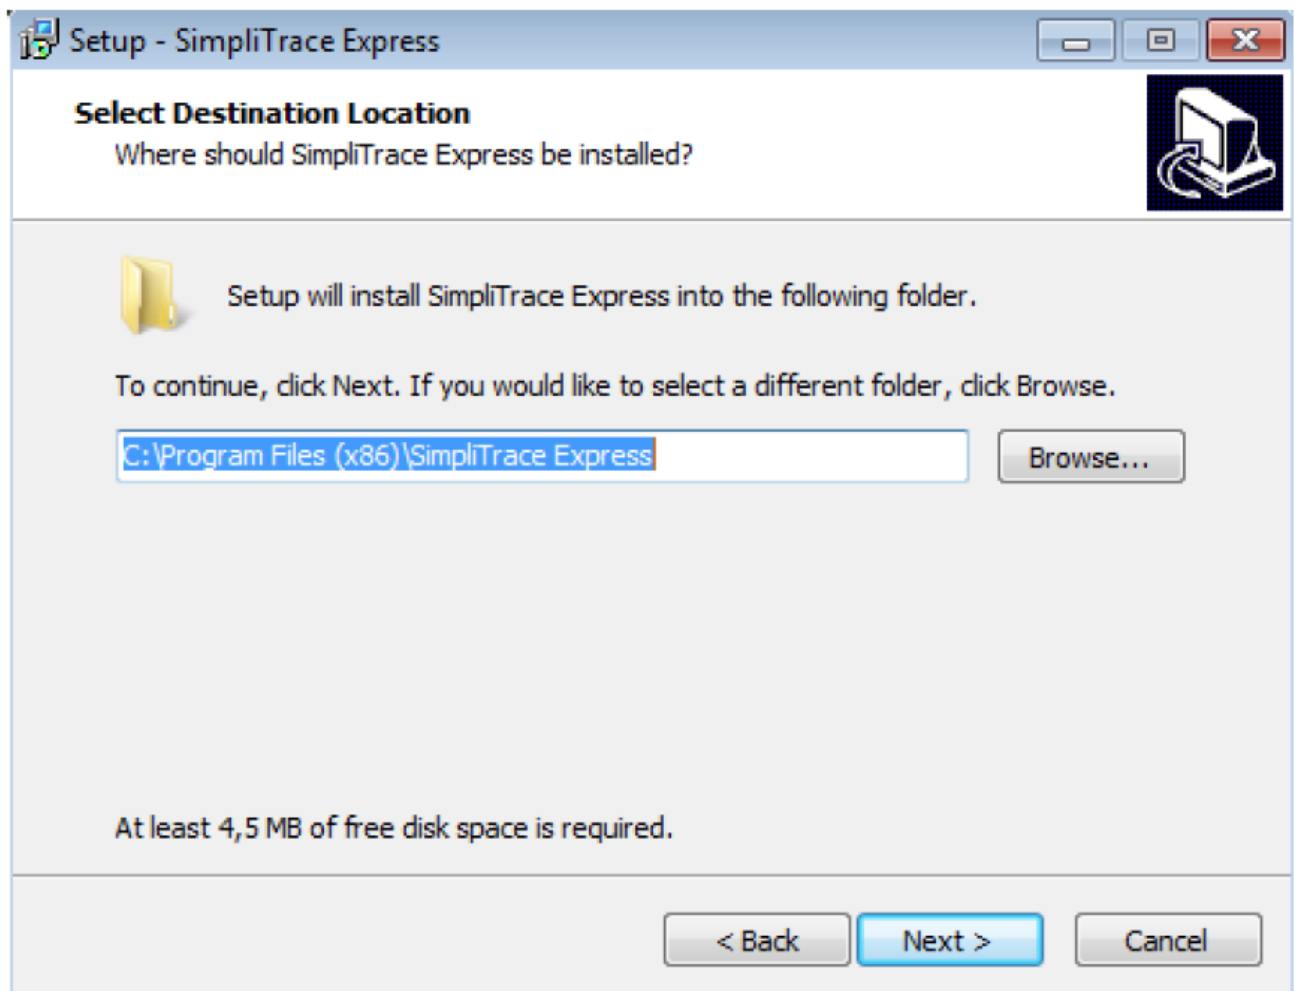 Setup - SimpliTrace Express
Select Destination Location
Where should SimpliTrace Express be installed?
Setup will install SimpliTrace Express into the following folder.
To continue, click Next. If you would like to select a different folder, click Browse.
C:\Program Files (x86)\SimpliTrace Express
Browse...
At least 4,5 MB of free disk space is required.
< Back
Next >
Cancel